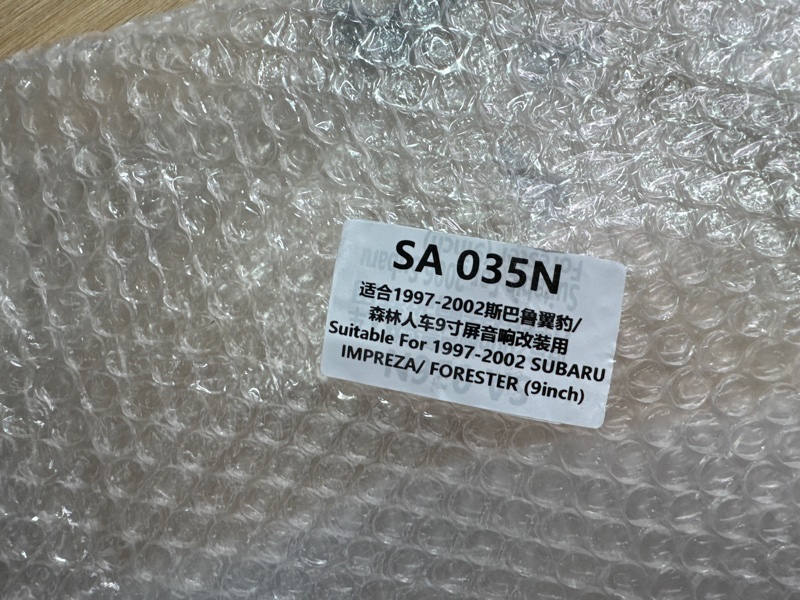 SA 035N
适合1997-2002斯巴鲁翼豹/
森林人车9寸屏音响改装用
Suitable For 1997-2002 SUBARU
IMPREZA/ FORESTER (9inch)